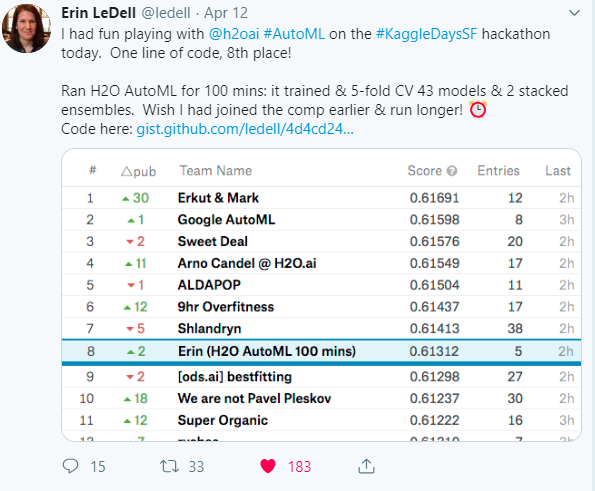 Erin LeDell @ledell · Apr 12
I had fun playing with @h2oai #AutoML on the #KaggleDaysSF hackathon
today. One line of code, 8th place!
Ran H2O AutoML for 100 mins: it trained & 5-fold CV 43 models & 2 stacked
ensembles. Wish I had joined the comp earlier & run longer! ⏰
Code here: gist.github.com/ledell/4d4cd24...
# △pub Team Name Score ? Entries Last
1 ▲30 Erkut & Mark 0.61691 12 2h
2 ▲1 Google AutoML 0.61598 8 3h
3 ▼2 Sweet Deal 0.61576 20 2h
4 ▲11 Arno Candel @ H2O.ai 0.61549 17 2h
5 ▼1 ALDAPOP 0.61504 11 2h
6 ▲12 9hr Overfitness 0.61437 17 2h
7 ▼5 Shlandryn 0.61413 38 2h
8 ▲2 Erin (H2O AutoML 100 mins) 0.61312 5 2h
9 ▼2 [ods.ai] bestfitting 0.61298 27 2h
10 ▲18 We are not Pavel Pleskov 0.61237 30 2h
11 ▲12 Super Organic 0.61222 16 3h
15 33 183